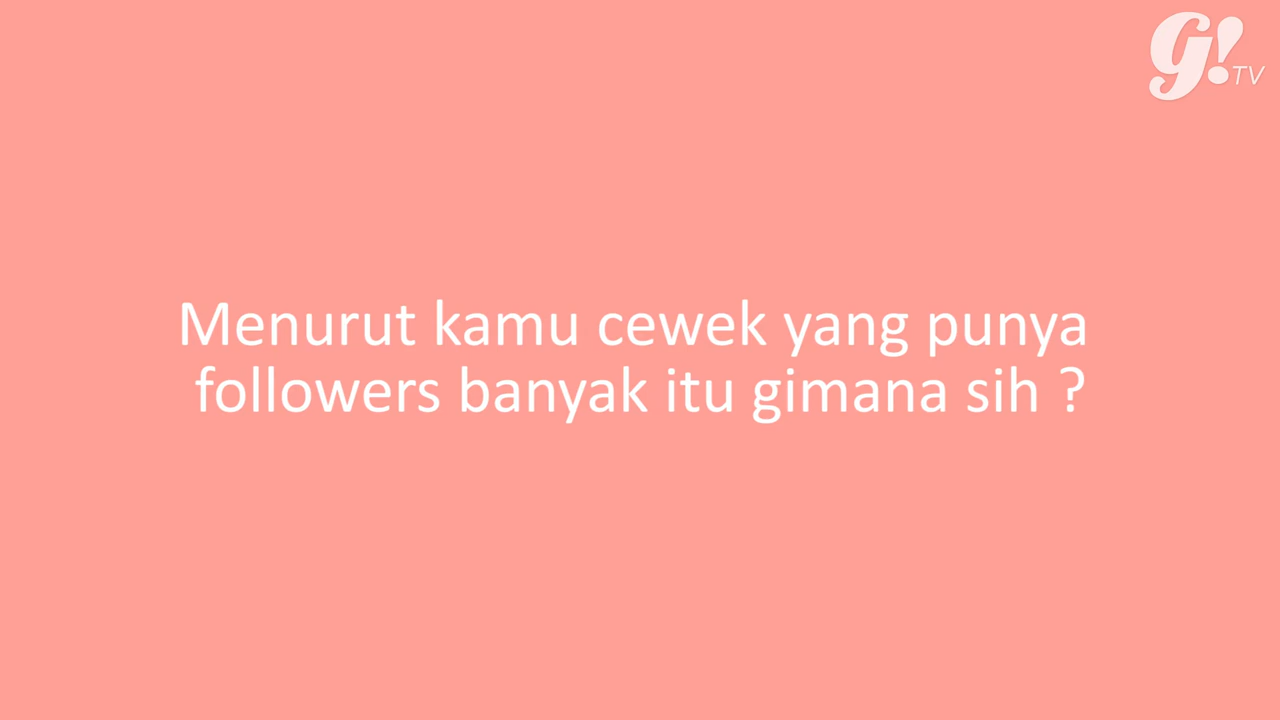 G! TV
Menurut kamu cewek yang punya
followers banyak itu gimana sih ?